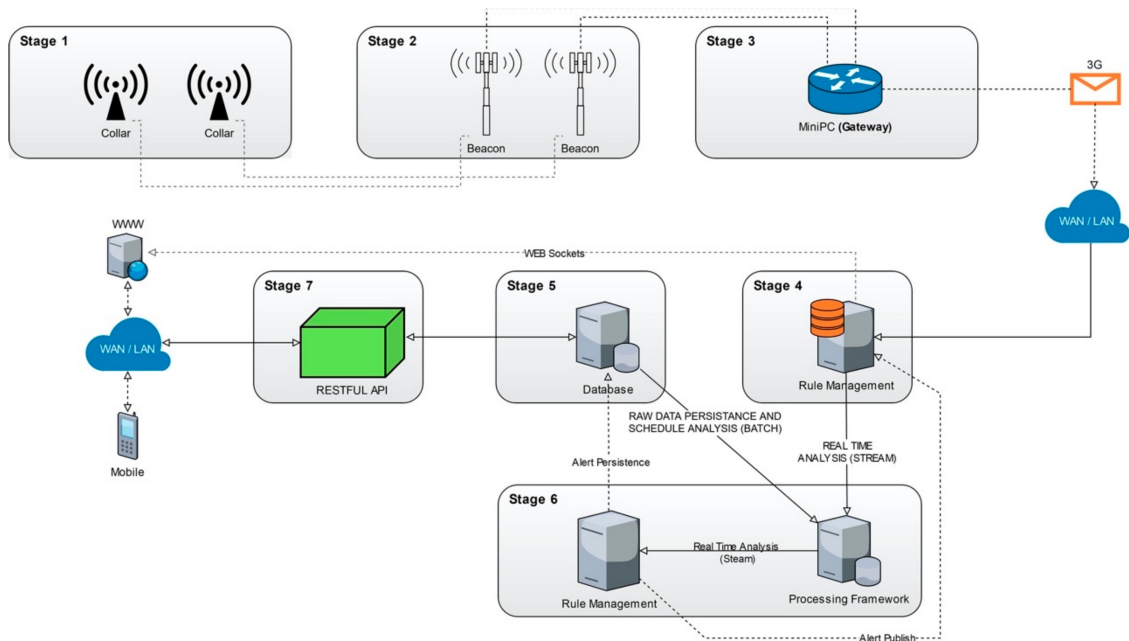 Stage 1
Collar
Collar
Stage 2
Beacon
Beacon
Stage 3
MiniPC (Gateway)
3G
WAN / LAN
WWW
WEB Sockets
WAN / LAN
Mobile
Stage 7
RESTFUL API
Stage 5
Database
Stage 4
Rule Management
RAW DATA PERSISTANCE AND
SCHEDULE ANALYSIS (BATCH)
REAL TIME
ANALYSIS (STREAM)
Alert Persistence
Stage 6
Rule Management
Real Time Analysis
(Steam)
Processing Framework
Alert Publish